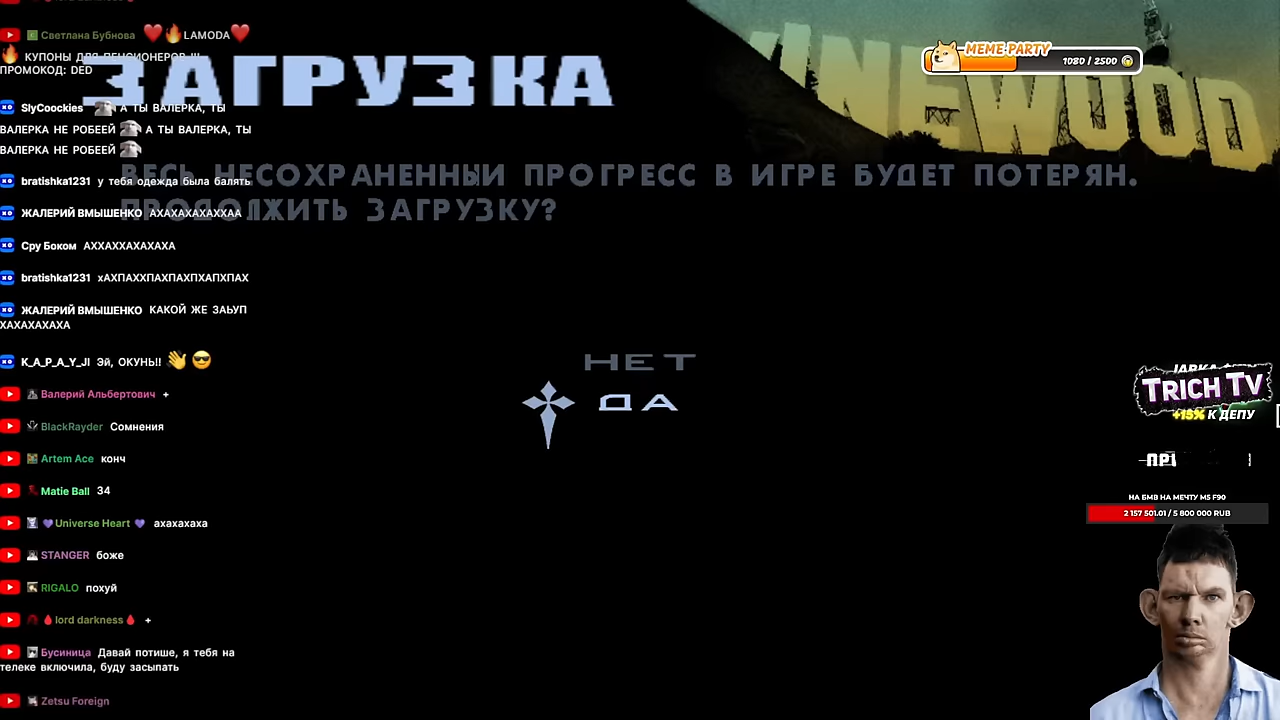 Светлана Бубнова ❤️🔥LAMODA❤️
🔥 КУПОНЫ ДЛЯ ПЕНСИОНЕРОВ !!!
ПРОМОКОД: DED
ЗАГРУЗКА
VINEWOOD
MEME PARTY
1080 / 2500
SlyCoockies А ТЫ ВАЛЕРКА, ТЫ
ВАЛЕРКА НЕ РОБЕЕЙ А ТЫ ВАЛЕРКА, ТЫ
ВАЛЕРКА НЕ РОБЕЕЙ
ВЕСЬ НЕСОХРАНЕННЫЙ ПРОГРЕСС В ИГРЕ БУДЕТ ПОТЕРЯН.
ПРОДОЛЖИТЬ ЗАГРУЗКУ?
bratishka1231 у тебя одежда была балять
ЖАЛЕРИЙ ВМЫШЕНКО АХАХАХАХАХХАА
Сру Боком АХХАХХАХАХАХА
bratishka1231 хАХПАХХПАХПАХПХАПХПАХ
ЖАЛЕРИЙ ВМЫШЕНКО КАКОЙ ЖЕ ЗАЬУП
ХАХАХАХАХА
K_A_P_A_Y_JI Эй, ОКУНЬ!! 👋😎
НЕТ
ДА
Валерий Альбертович +
BlackRayder Сомнения
Artem Ace конч
Matie Ball 34
💜Universe Heart 💜 ахахахаха
STANGER боже
RIGALO похуй
🩸lord darkness🩸 +
Бусиница Давай потише, я тебя на
телеке включила, буду засыпать
Zetsu Foreign
TRICH TV
+15% К ДЕПУ
НА БМВ НА МЕЧТУ M5 F90
2 157 501.01 / 5 800 000 RUB